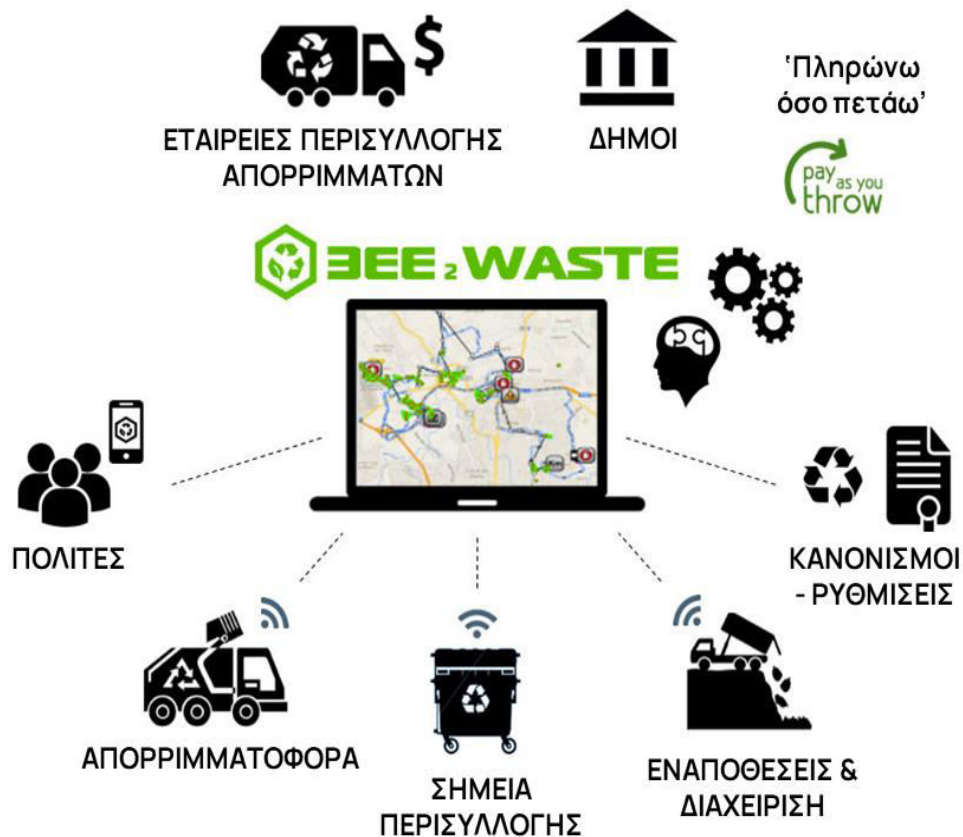 ΕΤΑΙΡΕΙΕΣ ΠΕΡΙΣΥΛΛΟΓΗΣ
ΑΠΟΡΡΙΜΜΑΤΩΝ
ΔΗΜΟΙ
‘Πληρώνω
όσο πετάω’
pay as you
throw
BEE2WASTE
ΠΟΛΙΤΕΣ
ΚΑΝΟΝΙΣΜΟΙ
- ΡΥΘΜΙΣΕΙΣ
ΑΠΟΡΡΙΜΜΑΤΟΦΟΡΑ
ΣΗΜΕΙΑ
ΠΕΡΙΣΥΛΛΟΓΗΣ
ΕΝΑΠΟΘΕΣΕΙΣ &
ΔΙΑΧΕΙΡΙΣΗ